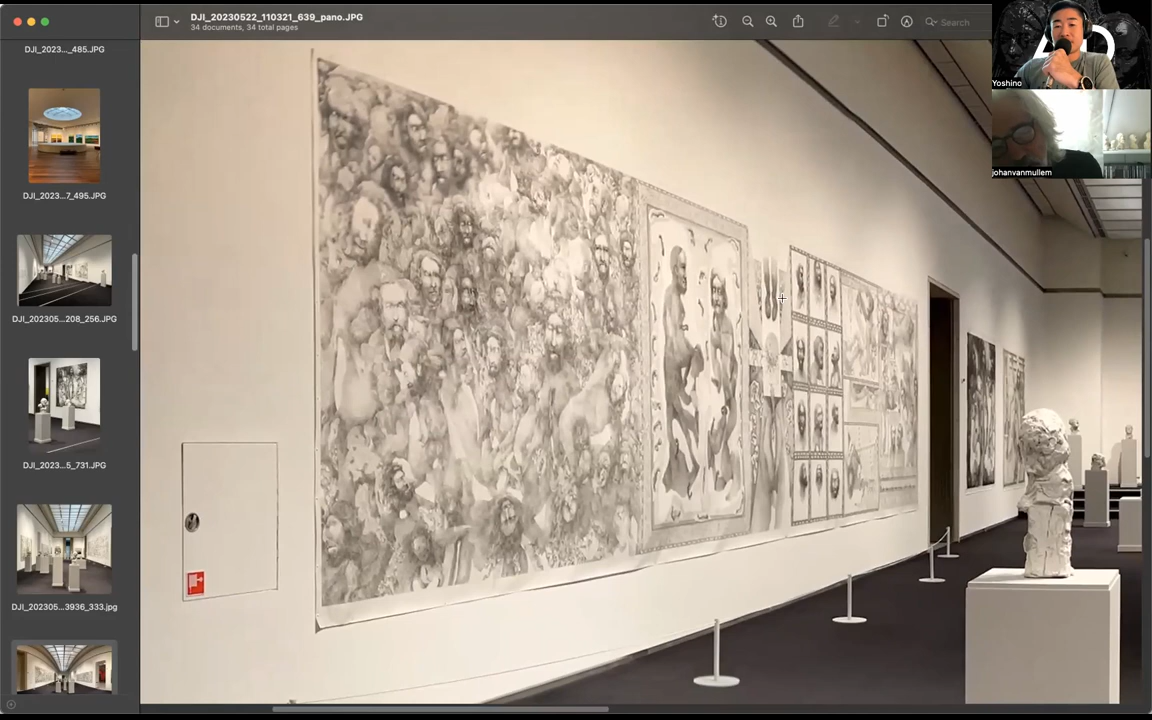 DJI_20230522_110321_639_pano.JPG
34 documents, 34 total pages
Search
DJI_2023..._485.JPG
DJI_2023...7_495.JPG
DJI_202305...208_256.JPG
DJI_2023...5_731.JPG
DJI_202305...3936_333.jpg
Yoshino
johanvanmullem